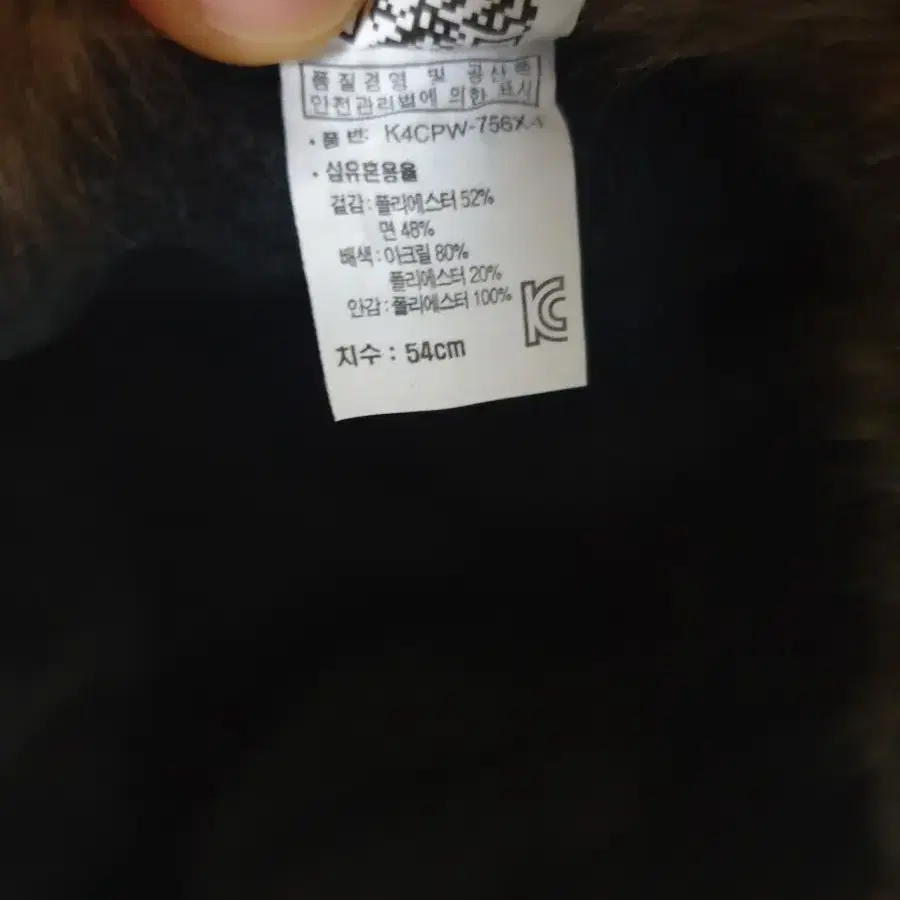 품질경영 및 공산품
안전관리법에 의한 표시
• 품 번: K4CPW-756X
• 섬유혼용율
겉감 : 폴리에스터 52%
면 48%
배색 : 아크릴 80%
폴리에스터 20%
안감 : 폴리에스터 100%
치수 : 54cm